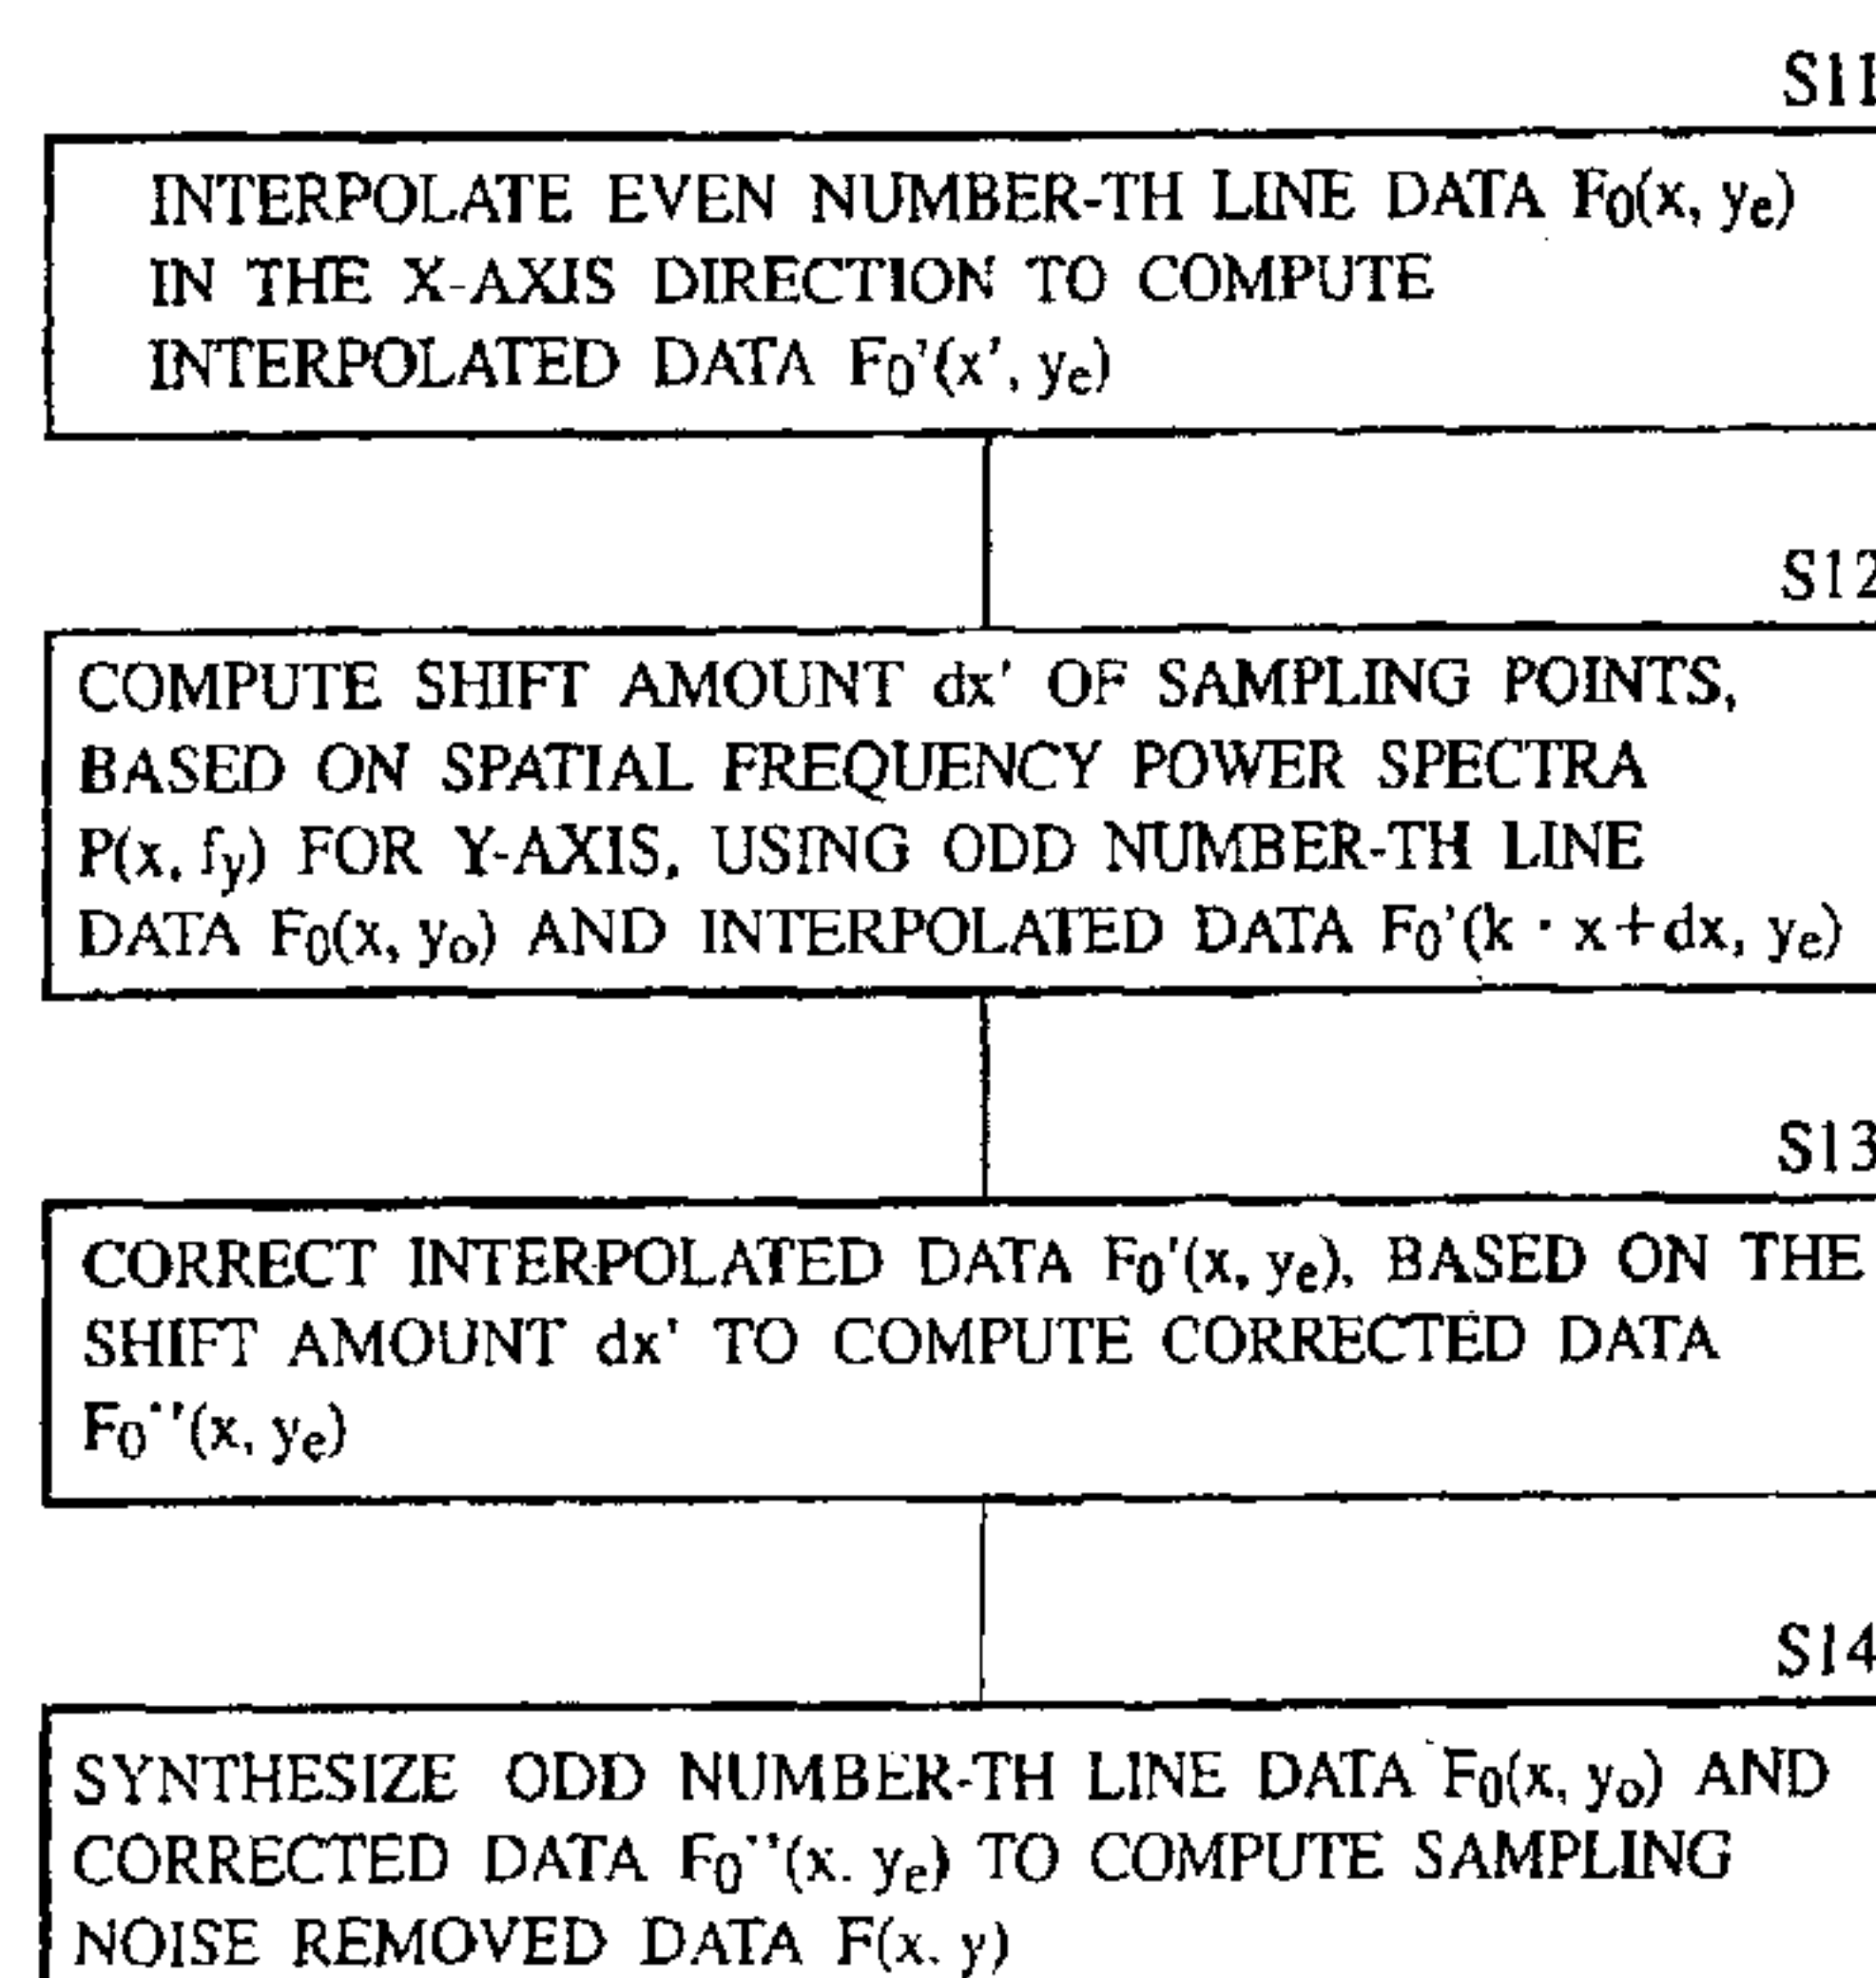 S11
INTERPOLATE EVEN NUMBER-TH LINE DATA F₀(x, yₑ)
IN THE X-AXIS DIRECTION TO COMPUTE
INTERPOLATED DATA F₀'(x', yₑ)
S12
COMPUTE SHIFT AMOUNT dx' OF SAMPLING POINTS,
BASED ON SPATIAL FREQUENCY POWER SPECTRA
P(x, fy) FOR Y-AXIS, USING ODD NUMBER-TH LINE
DATA F₀(x, yₒ) AND INTERPOLATED DATA F₀'(k · x+dx, yₑ)
S13
CORRECT INTERPOLATED DATA F₀'(x, yₑ), BASED ON THE
SHIFT AMOUNT dx' TO COMPUTE CORRECTED DATA
F₀''(x, yₑ)
S14
SYNTHESIZE ODD NUMBER-TH LINE DATA F₀(x, yₒ) AND
CORRECTED DATA F₀''(x, yₑ) TO COMPUTE SAMPLING
NOISE REMOVED DATA F(x, y)